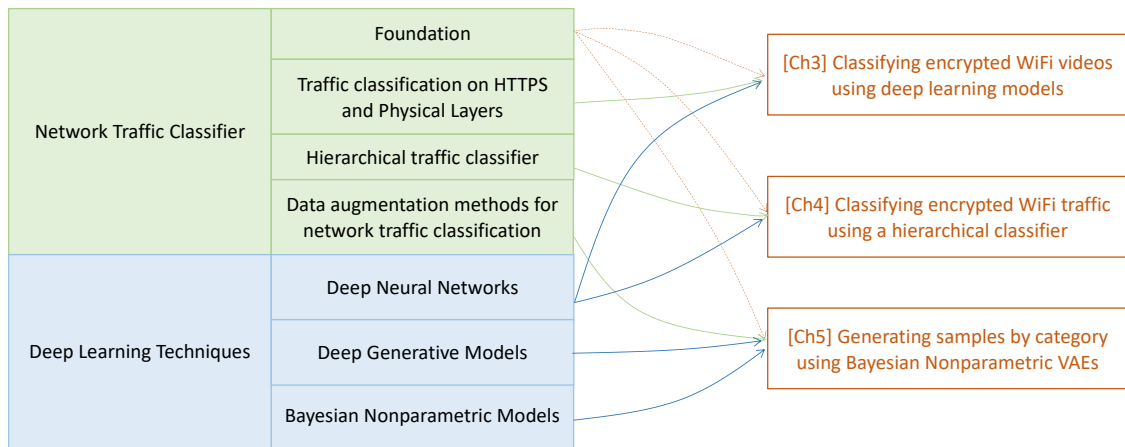 Network Traffic Classifier
Foundation
Traffic classification on HTTPS
and Physical Layers
Hierarchical traffic classifier
Data augmentation methods for
network traffic classification
Deep Learning Techniques
Deep Neural Networks
Deep Generative Models
Bayesian Nonparametric Models
[Ch3] Classifying encrypted WiFi videos
using deep learning models
[Ch4] Classifying encrypted WiFi traffic
using a hierarchical classifier
[Ch5] Generating samples by category
using Bayesian Nonparametric VAEs